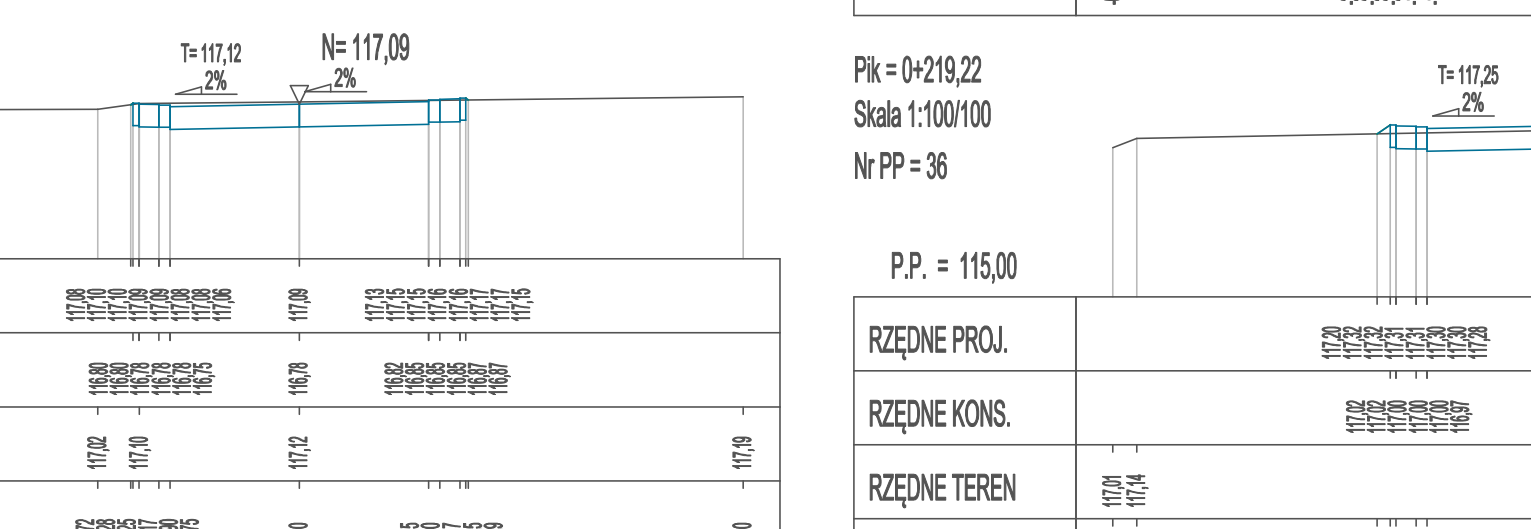 T= 117,12
2%
N= 117,09
2%
117,08 117,10 117,10 117,09 117,09 117,08 117,08 117,06 117,09 117,13 117,15 117,15 117,16 117,16 117,17 117,17 117,15
116,80 116,80 116,78 116,78 116,78 116,75 116,78 116,82 116,85 116,85 116,85 116,87 116,87
117,02 117,10 117,12 117,19
Pik = 0+219,22
Skala 1:100/100
Nr PP = 36
P.P. = 115,00
T= 117,25
2%
RZĘDNE PROJ. 117,20 117,32 117,32 117,31 117,31 117,30 117,30 117,28
RZĘDNE KONS. 117,02 117,02 117,00 117,00 117,00 116,97
RZĘDNE TEREN 117,01 117,14